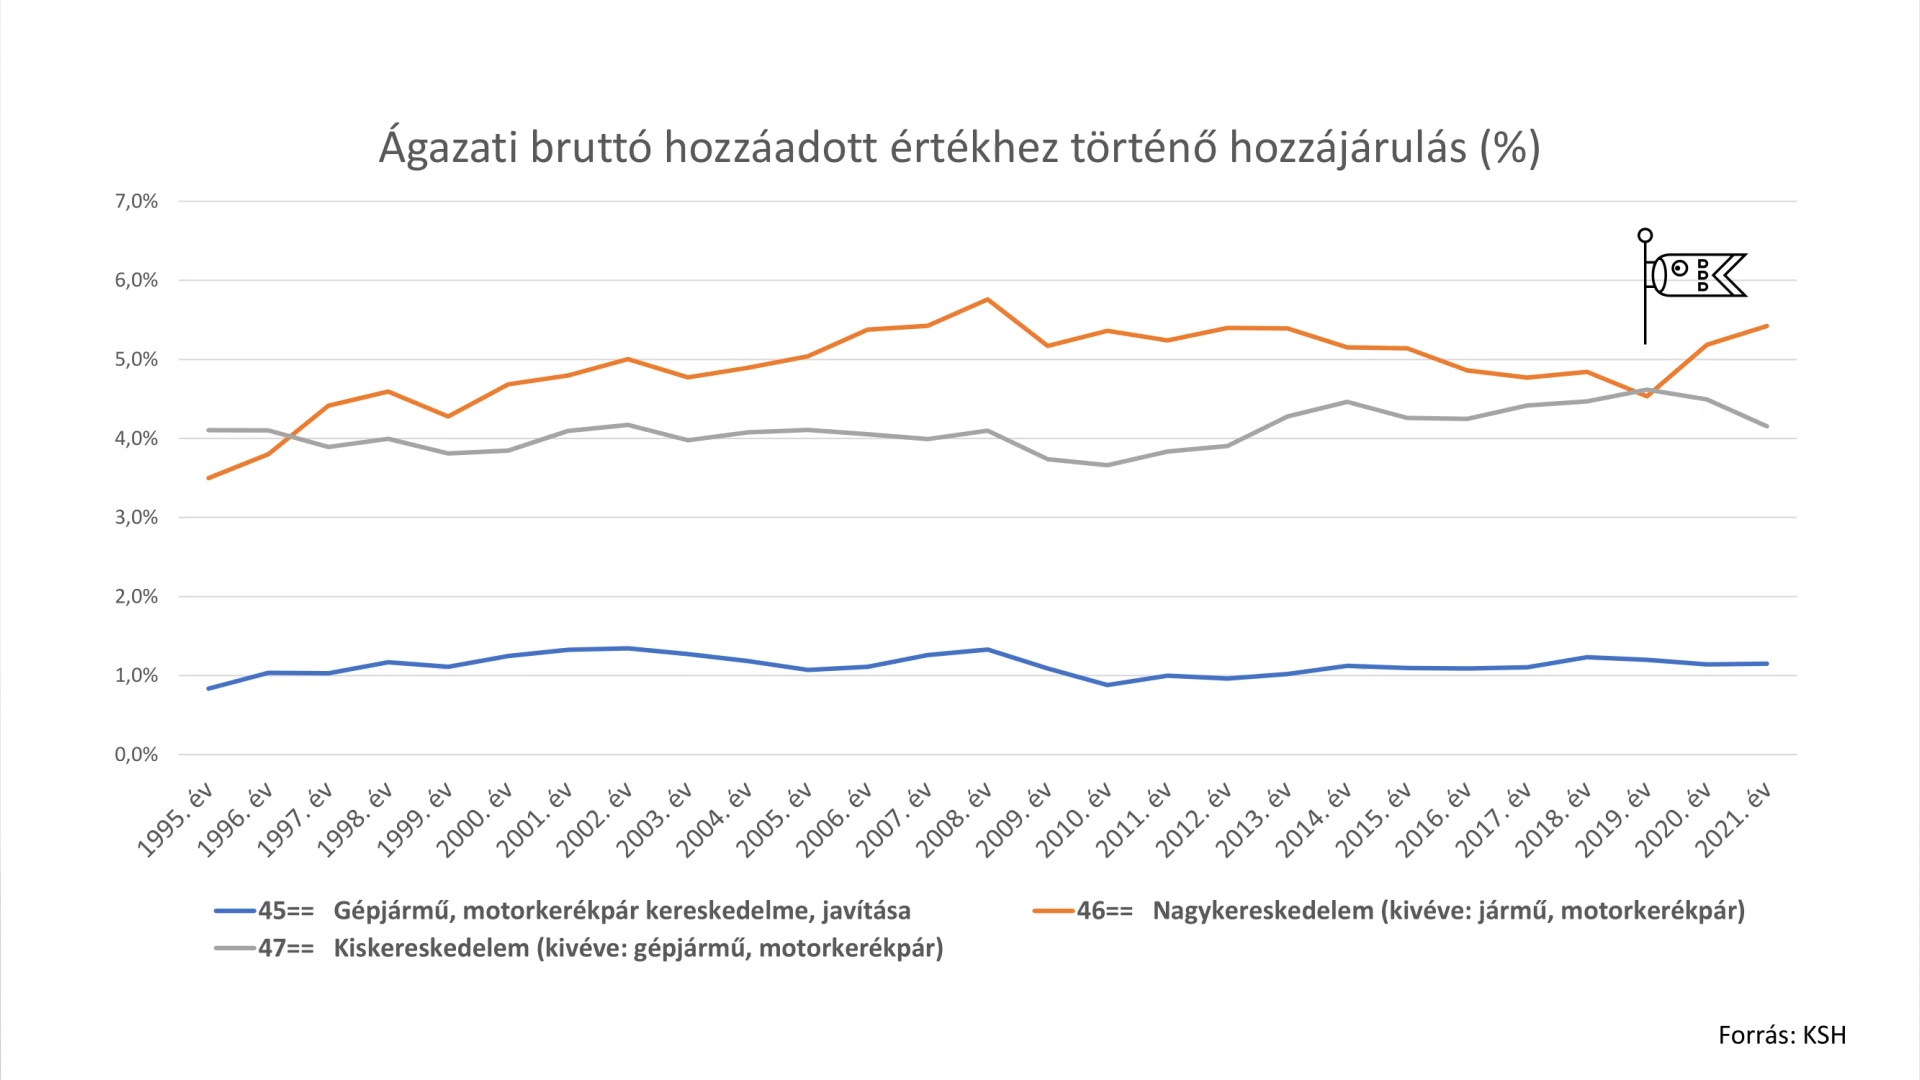 Ágazati bruttó hozzáadott értékhez történő hozzájárulás (%)
7,0%
6,0%
5,0%
4,0%
3,0%
2,0%
1,0%
0,0%
1995. év
1996. év
1997. év
1998. év
1999. év
2000. év
2001. év
2002. év
2003. év
2004. év
2005. év
2006. év
2007. év
2008. év
2009. év
2010. év
2011. év
2012. év
2013. év
2014. év
2015. év
2016. év
2017. év
2018. év
2019. év
2020. év
2021. év
45== Gépjármű, motorkerékpár kereskedelme, javítása
46== Nagykereskedelem (kivéve: jármű, motorkerékpár)
47== Kiskereskedelem (kivéve: gépjármű, motorkerékpár)
Forrás: KSH